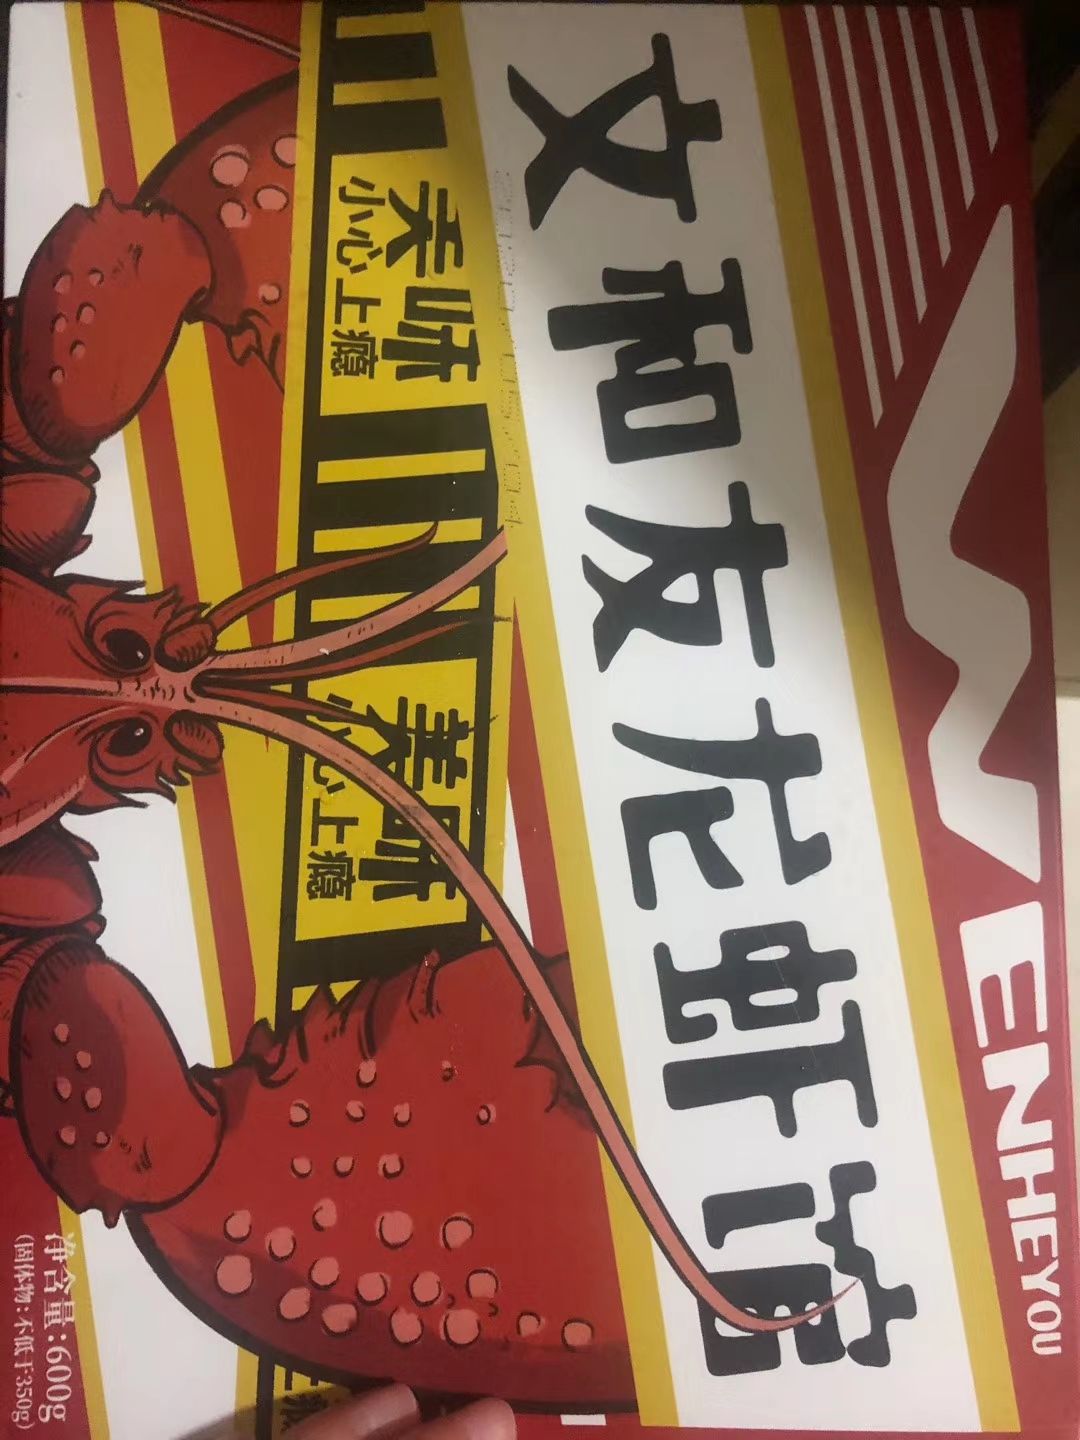 WENHEYOU
文和友龙虾馆
美味
小心上瘾
美味
小心上瘾
净含量:600g
(固体物:不低于350g)